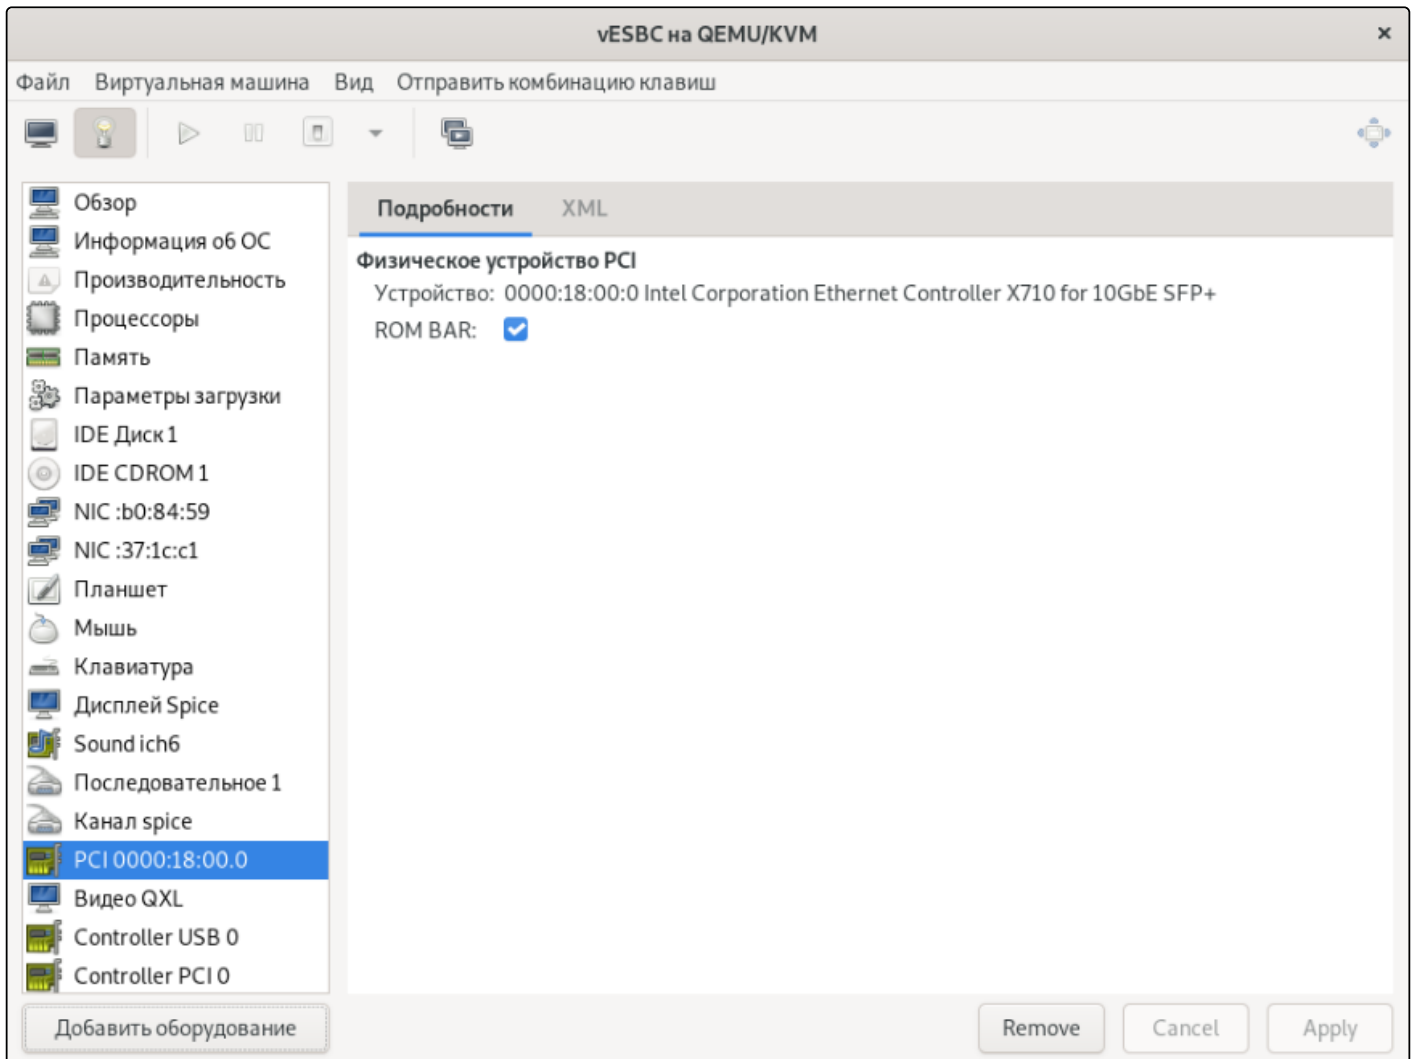 vESBC на QEMU/KVM
Файл Виртуальная машина Вид Отправить комбинацию клавиш
Обзор
Информация об ОС
Производительность
Процессоры
Память
Параметры загрузки
IDE Диск 1
IDE CDROM 1
NIC :b0:84:59
NIC :37:1c:c1
Планшет
Мышь
Клавиатура
Дисплей Spice
Sound ich6
Последовательное 1
Канал spice
PCI 0000:18:00.0
Видео QXL
Controller USB 0
Controller PCI 0
Добавить оборудование
Подробности XML
Физическое устройство PCI
Устройство: 0000:18:00:0 Intel Corporation Ethernet Controller X710 for 10GbE SFP+
ROM BAR:
Remove Cancel Apply